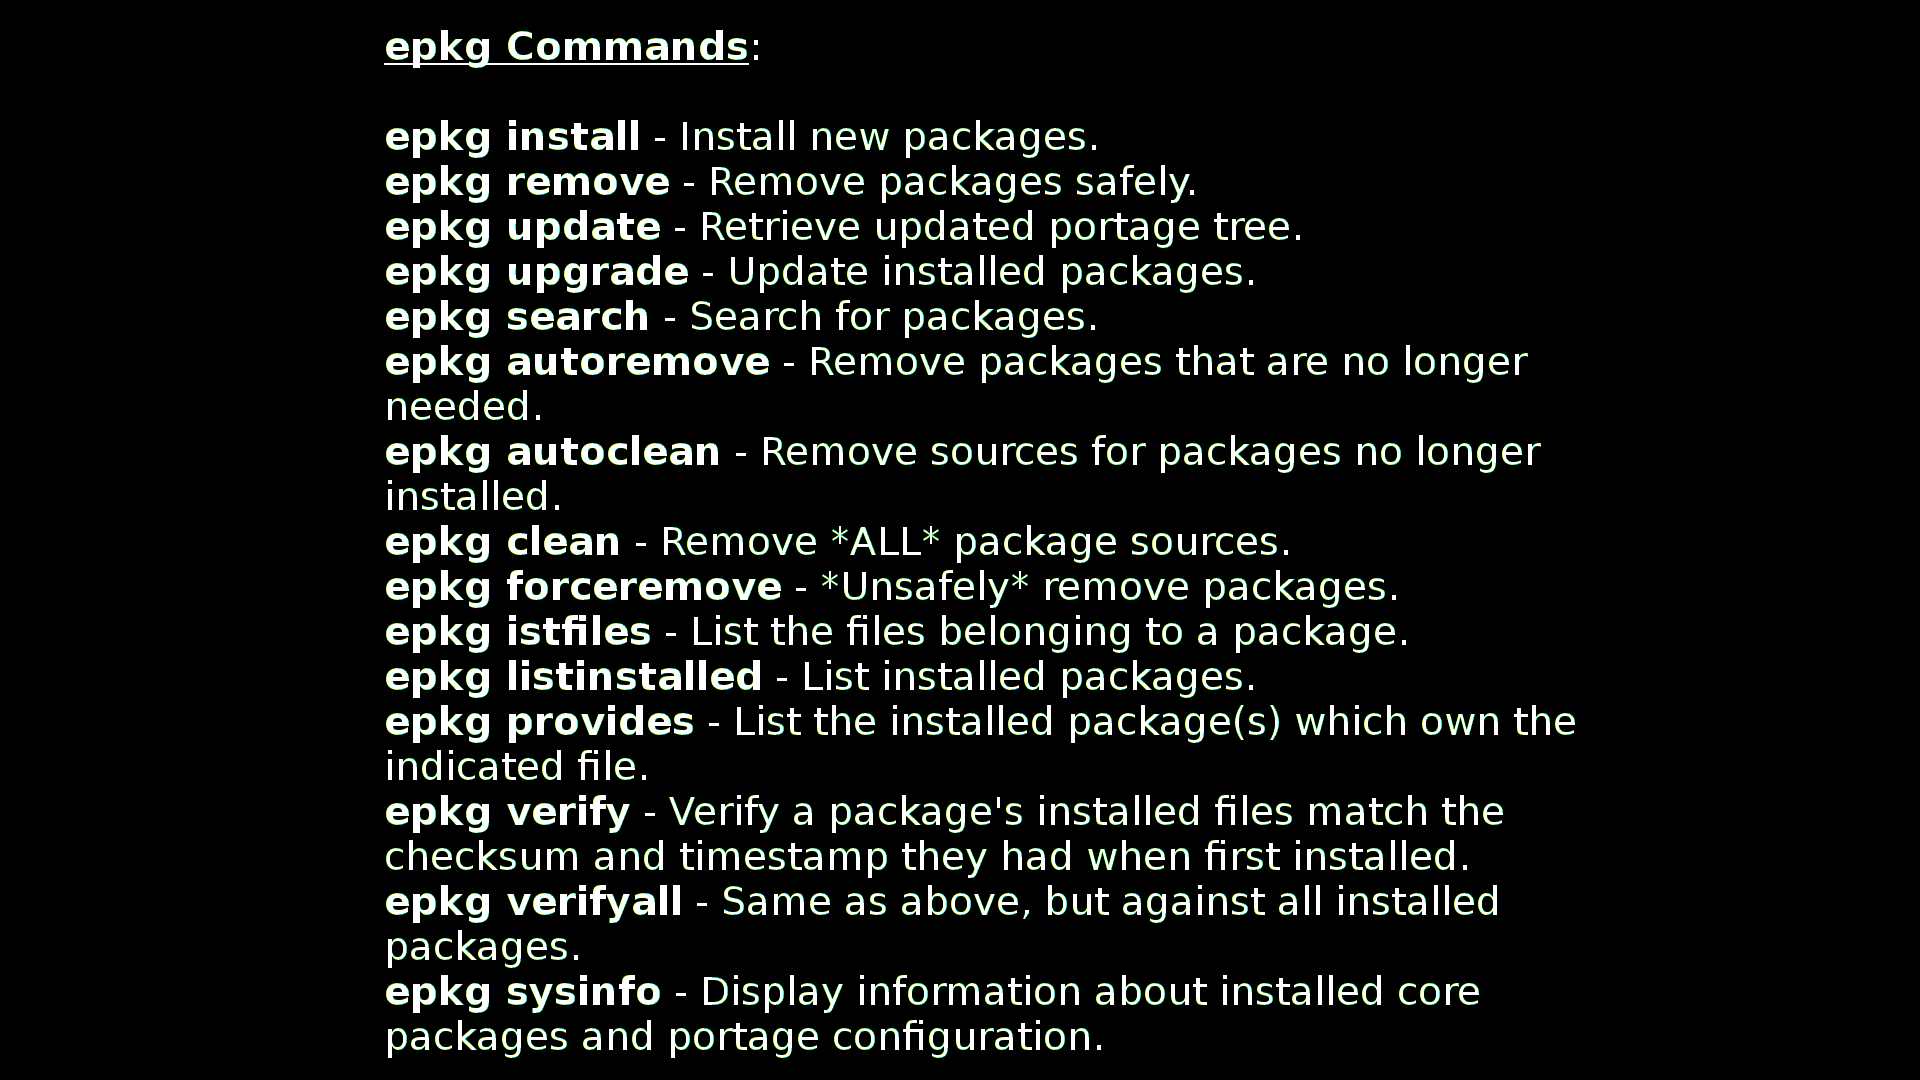 epkg Commands:
epkg install - Install new packages.
epkg remove - Remove packages safely.
epkg update - Retrieve updated portage tree.
epkg upgrade - Update installed packages.
epkg search - Search for packages.
epkg autoremove - Remove packages that are no longer
needed.
epkg autoclean - Remove sources for packages no longer
installed.
epkg clean - Remove *ALL* package sources.
epkg forceremove - *Unsafely* remove packages.
epkg istfiles - List the files belonging to a package.
epkg listinstalled - List installed packages.
epkg provides - List the installed package(s) which own the
indicated file.
epkg verify - Verify a package's installed files match the
checksum and timestamp they had when first installed.
epkg verifyall - Same as above, but against all installed
packages.
epkg sysinfo - Display information about installed core
packages and portage configuration.